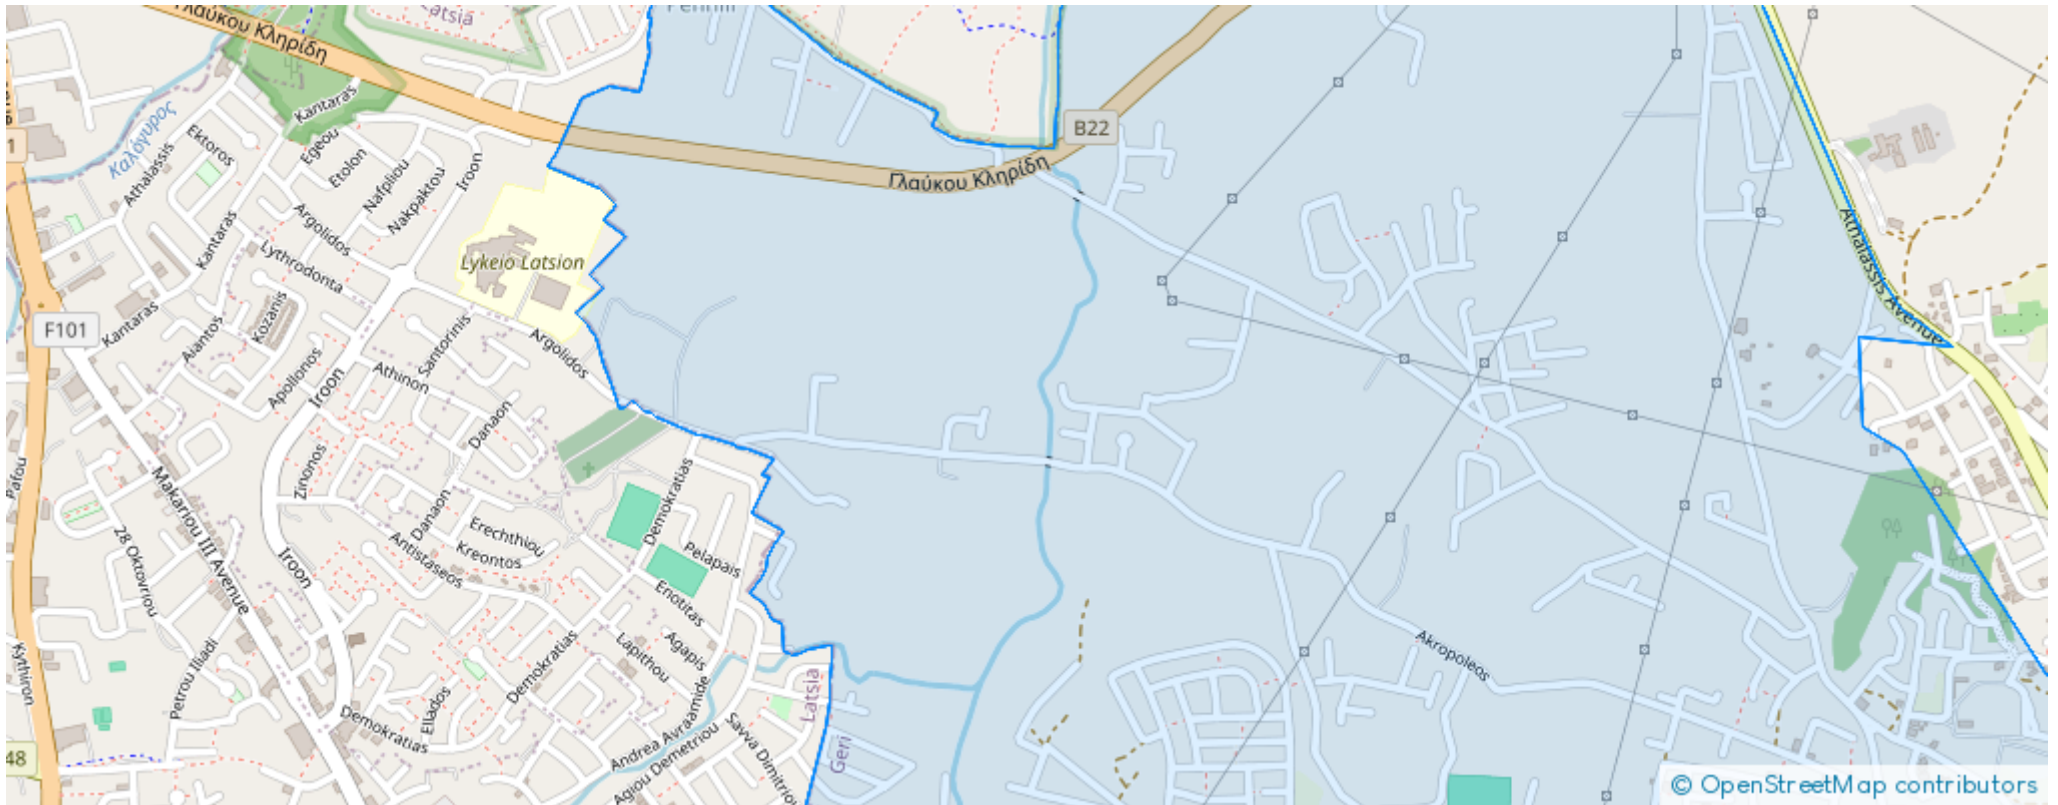 Γλαύκου Κληρίδη
Latsia
B22
Γλαύκου Κληρίδη
1
Καλόγυρος
Kantaras
Ektoros
Egeou
Athalassis
Etolon
Nafpliou
Nakpaktou
Iroon
Argolidos
Kantaras
Lythrodonta
Lykeio Latsion
Athalassis Avenue
F101
Kantaras
Aiantos
Kozanis
Santorinis
Argolidos
Apollonos
Iroon
Athinon
Danaon
Zinonos
Demokratias
Pafou
Makariou III Avenue
28 Oktovriou
Danaon
Erechthiou
Kreontos
Antistaseos
Pelapais
Eriotitas
Iroon
Kythiron
Petrou Iliadi
Ellados
Demokratias
Demokratias
Lapithou
Agapis
Akropoleos
Latsia
Geri
Andrea Avraamide
Agiou Demetriou
Savva Dimitriou
48
© OpenStreetMap contributors